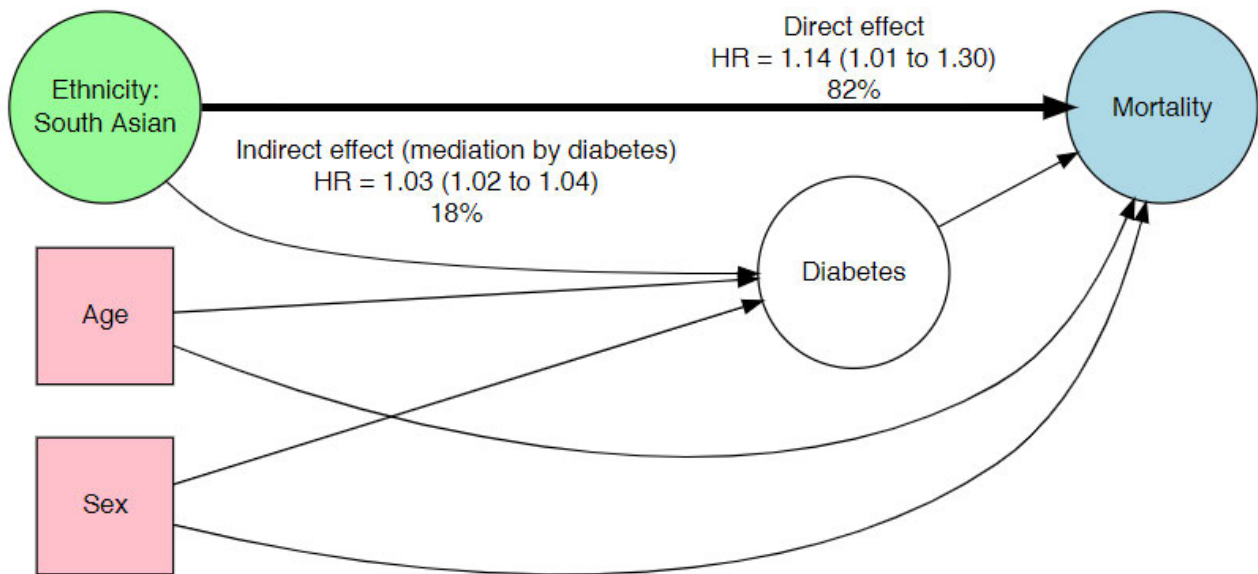 Direct effect
HR = 1.14 (1.01 to 1.30)
82%
Ethnicity:
South Asian
Mortality
Indirect effect (mediation by diabetes)
HR = 1.03 (1.02 to 1.04)
18%
Diabetes
Age
Sex